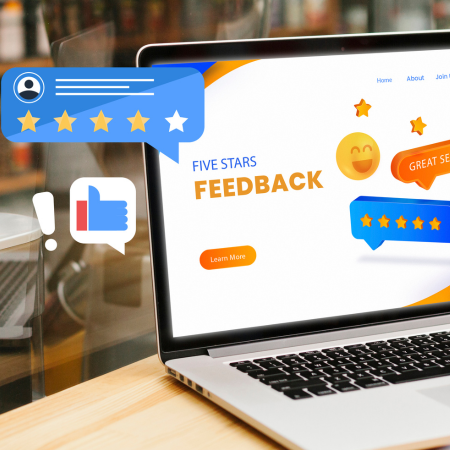 Home About Join
FIVE STARS
FEEDBACK
GREAT SE
Learn More